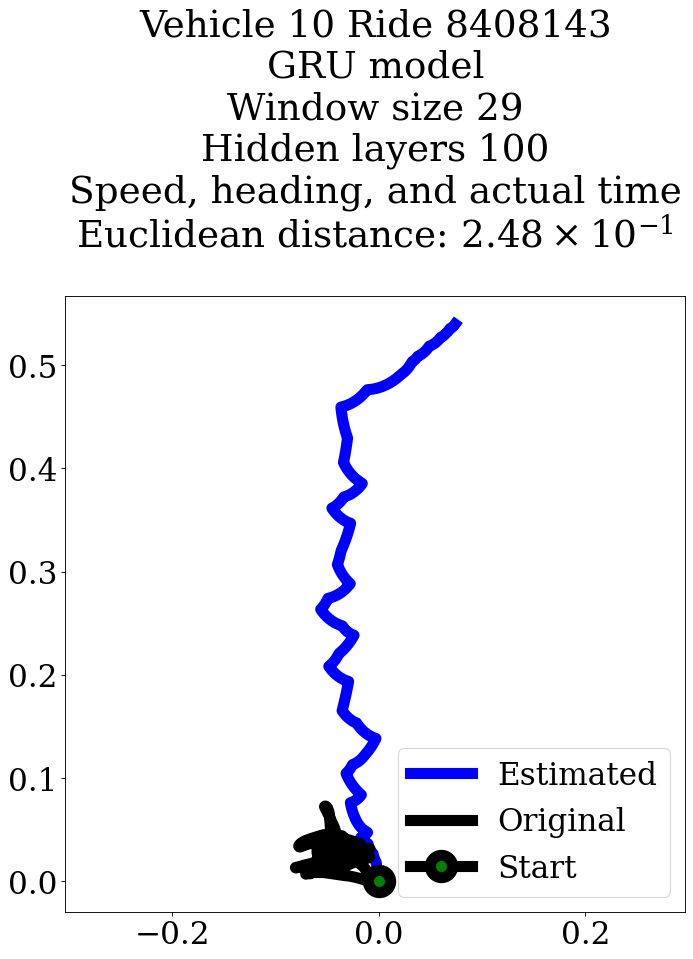 Vehicle 10 Ride 8408143
GRU model
Window size 29
Hidden layers 100
Speed, heading, and actual time
Euclidean distance: 2.48 × 10⁻¹
0.5
0.4
0.3
0.2
0.1
0.0
Estimated
Original
Start
−0.2
0.0
0.2